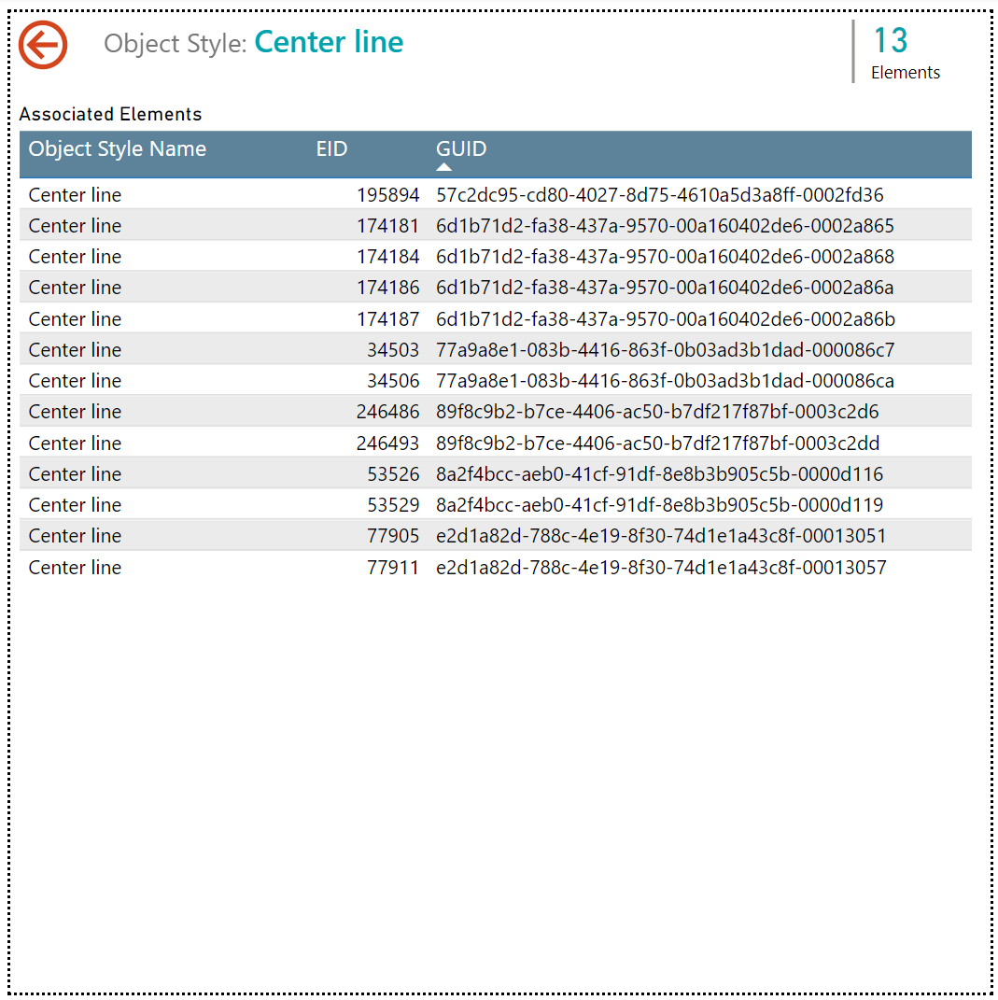 Object Style: Center line
13
Elements
Associated Elements
Object Style Name EID GUID
Center line 195894 57c2dc95-cd80-4027-8d75-4610a5d3a8ff-0002fd36
Center line 174181 6d1b71d2-fa38-437a-9570-00a160402de6-0002a865
Center line 174184 6d1b71d2-fa38-437a-9570-00a160402de6-0002a868
Center line 174186 6d1b71d2-fa38-437a-9570-00a160402de6-0002a86a
Center line 174187 6d1b71d2-fa38-437a-9570-00a160402de6-0002a86b
Center line 34503 77a9a8e1-083b-4416-863f-0b03ad3b1dad-000086c7
Center line 34506 77a9a8e1-083b-4416-863f-0b03ad3b1dad-000086ca
Center line 246486 89f8c9b2-b7ce-4406-ac50-b7df217f87bf-0003c2d6
Center line 246493 89f8c9b2-b7ce-4406-ac50-b7df217f87bf-0003c2dd
Center line 53526 8a2f4bcc-aeb0-41cf-91df-8e8b3b905c5b-0000d116
Center line 53529 8a2f4bcc-aeb0-41cf-91df-8e8b3b905c5b-0000d119
Center line 77905 e2d1a82d-788c-4e19-8f30-74d1e1a43c8f-00013051
Center line 77911 e2d1a82d-788c-4e19-8f30-74d1e1a43c8f-00013057